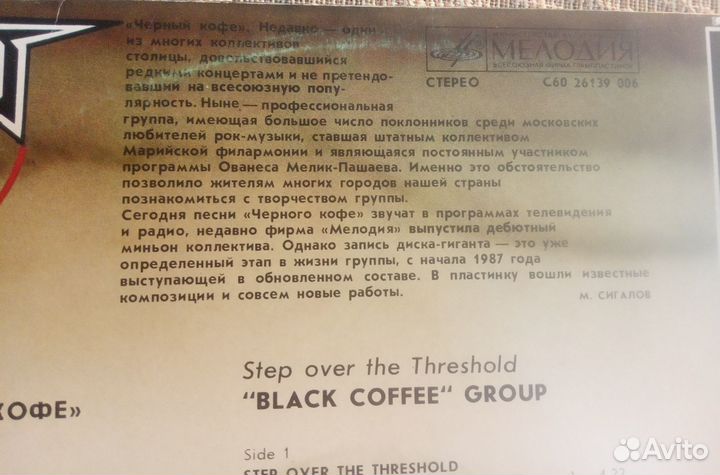 «Черный кофе». Недавно — один
из многих коллективов
столицы, довольствовавшийся
редкими концертами и не претендо-
вавший на всесоюзную попу-
лярность. Ныне — профессиональная
группа, имеющая большое число поклонников среди московских
любителей рок-музыки, ставшая штатным коллективом
Марийской филармонии и являющаяся постоянным участником
программы Ованеса Мелик-Пашаева. Именно это обстоятельство
позволило жителям многих городов нашей страны
познакомиться с творчеством группы.
Сегодня песни «Черного кофе» звучат в программах телевидения
и радио, недавно фирма «Мелодия» выпустила дебютный
миньон коллектива. Однако запись диска-гиганта — это уже
определенный этап в жизни группы, с начала 1987 года
выступающей в обновленном составе. В пластинку вошли известные
композиции и совсем новые работы.
М. СИГАЛОВ
МЕЛОДИЯ
ВСЕСОЮЗНАЯ ФИРМА ГРАМПЛАСТИНОК
СТЕРЕО С60 26139 006
КОФЕ»
Step over the Threshold
"BLACK COFFEE" GROUP
Side 1
STEP OVER THE THRESHOLD 4.22
Avito